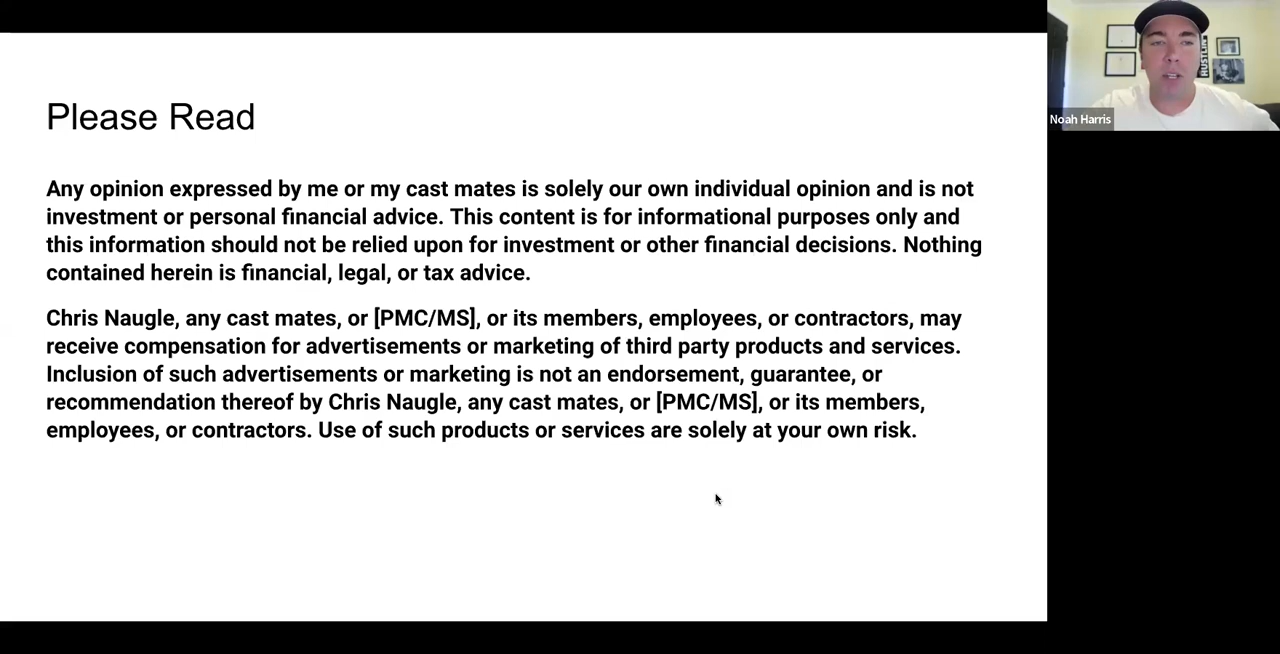 Please Read
Any opinion expressed by me or my cast mates is solely our own individual opinion and is not
investment or personal financial advice. This content is for informational purposes only and
this information should not be relied upon for investment or other financial decisions. Nothing
contained herein is financial, legal, or tax advice.
Chris Naugle, any cast mates, or [PMC/MS], or its members, employees, or contractors, may
receive compensation for advertisements or marketing of third party products and services.
Inclusion of such advertisements or marketing is not an endorsement, guarantee, or
recommendation thereof by Chris Naugle, any cast mates, or [PMC/MS], or its members,
employees, or contractors. Use of such products or services are solely at your own risk.
Noah Harris